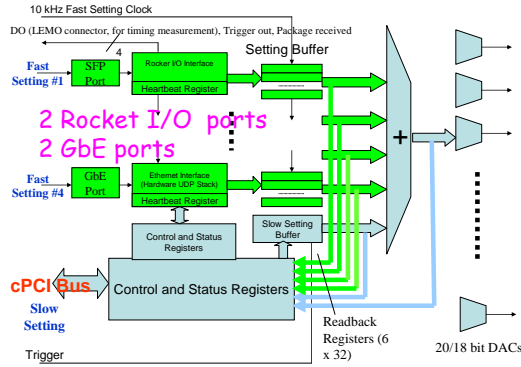 10 kHz Fast Setting Clock
DO (LEMO connector, for timing measurement), Trigger out, Package received
4
Setting Buffer
Fast
Setting #1
SFP
Port
Rocker I/O Interface
Heartbeat Register
2 Rocket I/O ports
2 GbE ports
+
Fast
Setting #4
GbE
Port
Ethernet Interface
(Hardware UDP Stack)
Heartbeat Register
Control and Status
Registers
Slow Setting
Buffer
cPCI Bus
Slow
Setting
Control and Status Registers
Readback
Registers (6
x 32)
20/18 bit DACs
Trigger